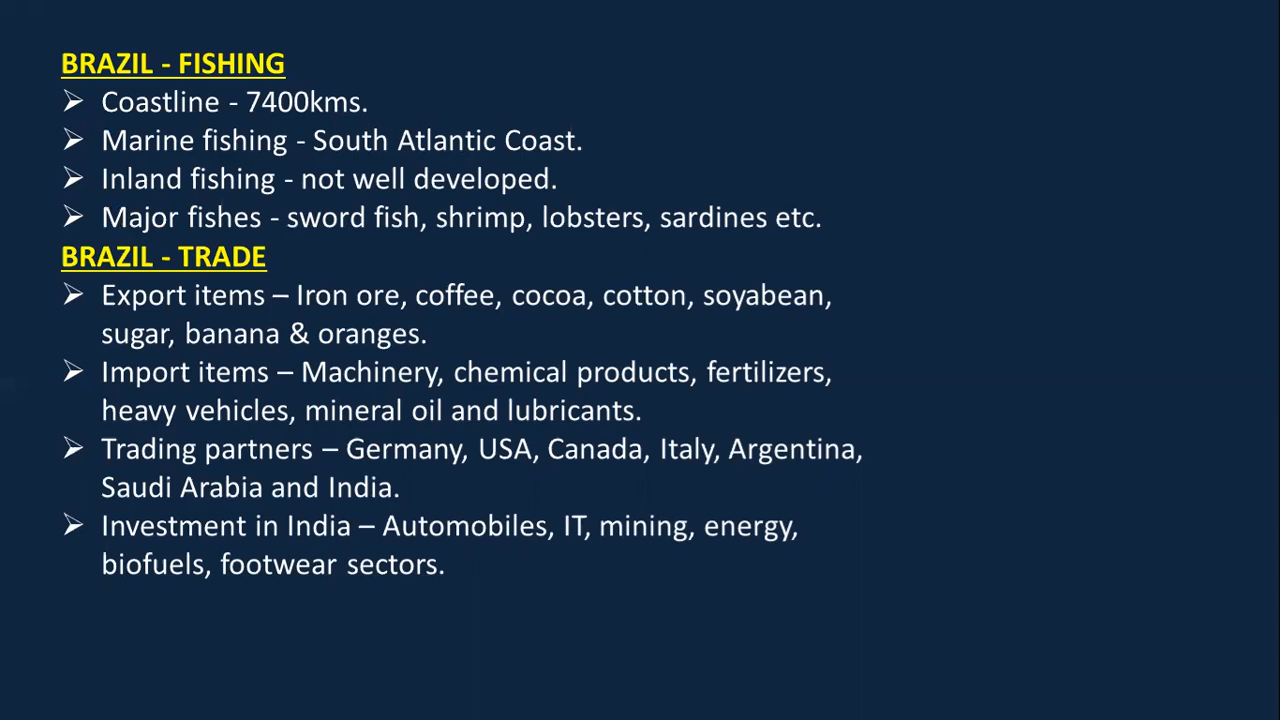 BRAZIL - FISHING
➢ Coastline - 7400kms.
➢ Marine fishing - South Atlantic Coast.
➢ Inland fishing - not well developed.
➢ Major fishes - sword fish, shrimp, lobsters, sardines etc.
BRAZIL - TRADE
➢ Export items – Iron ore, coffee, cocoa, cotton, soyabean,
sugar, banana & oranges.
➢ Import items – Machinery, chemical products, fertilizers,
heavy vehicles, mineral oil and lubricants.
➢ Trading partners – Germany, USA, Canada, Italy, Argentina,
Saudi Arabia and India.
➢ Investment in India – Automobiles, IT, mining, energy,
biofuels, footwear sectors.